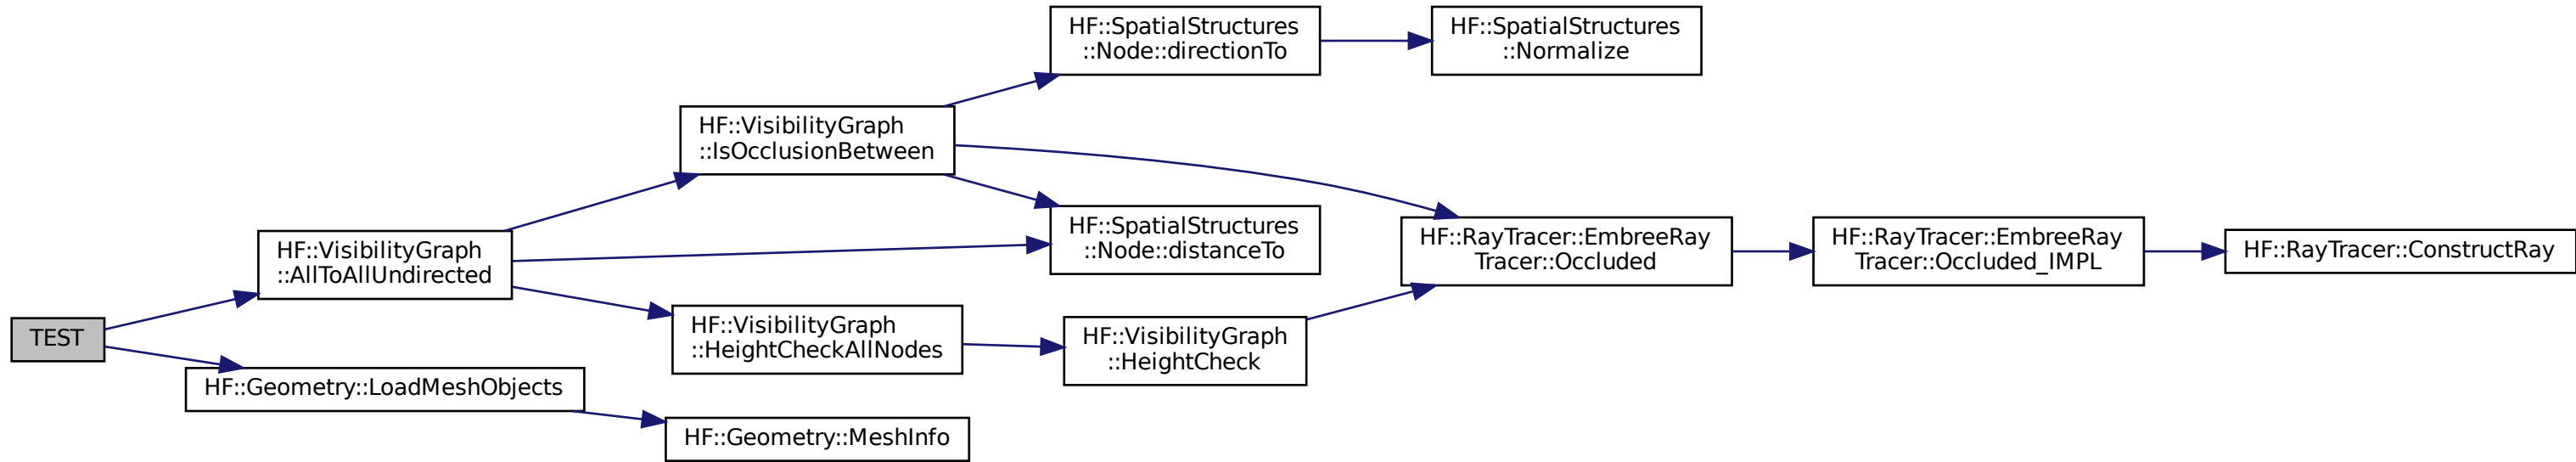 HF::SpatialStructures
::Node::directionTo
HF::SpatialStructures
::Normalize
HF::VisibilityGraph
::IsOcclusionBetween
HF::SpatialStructures
::Node::distanceTo
HF::RayTracer::EmbreeRay
Tracer::Occluded
HF::RayTracer::EmbreeRay
Tracer::Occluded_IMPL
HF::RayTracer::ConstructRay
HF::VisibilityGraph
::AllToAllUndirected
HF::VisibilityGraph
::HeightCheckAllNodes
HF::VisibilityGraph
::HeightCheck
TEST
HF::Geometry::LoadMeshObjects
HF::Geometry::MeshInfo